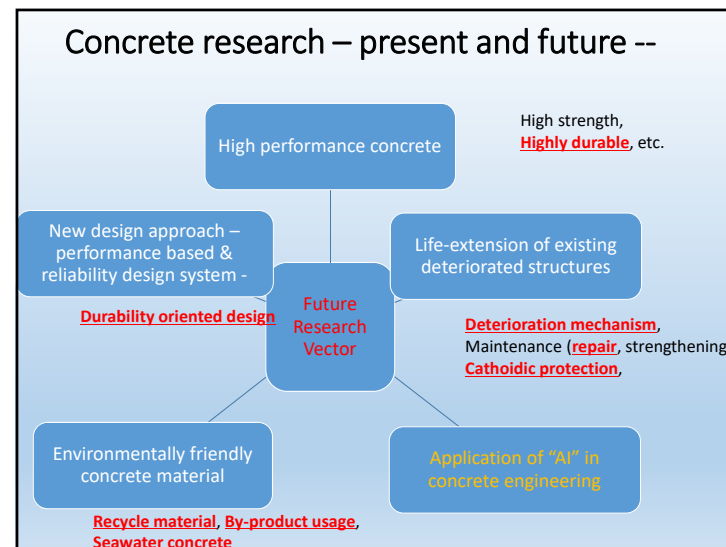 Concrete research – present and future --
High performance concrete
High strength,
Highly durable, etc.
New design approach –
performance based &
reliability design system -
Durability oriented design
Life-extension of existing
deteriorated structures
Deterioration mechanism,
Maintenance (repair, strengthening
Cathoidic protection,
Future
Research
Vector
Environmentally friendly
concrete material
Recycle material, By-product usage,
Seawater concrete
Application of “AI” in
concrete engineering